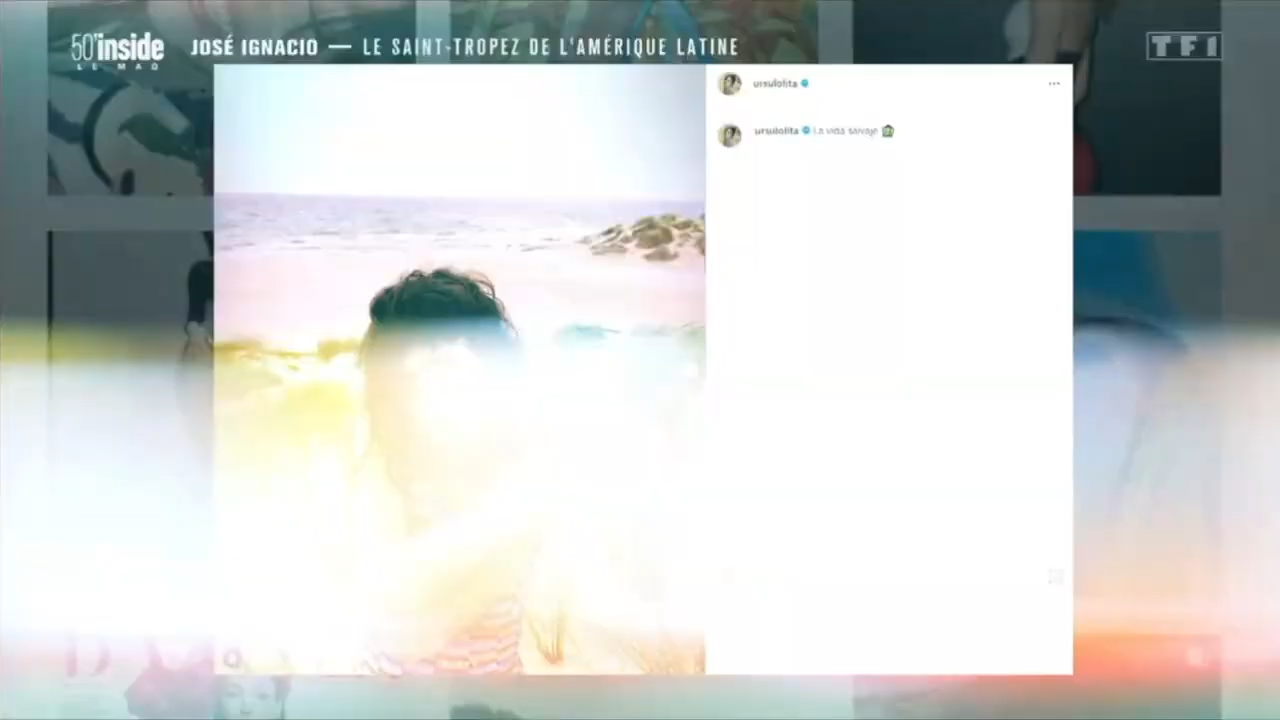 50'inside
LE MAG
JOSÉ IGNACIO — LE SAINT-TROPEZ DE L'AMÉRIQUE LATINE
TF1
ursulolita
ursulolita La vida salvaje